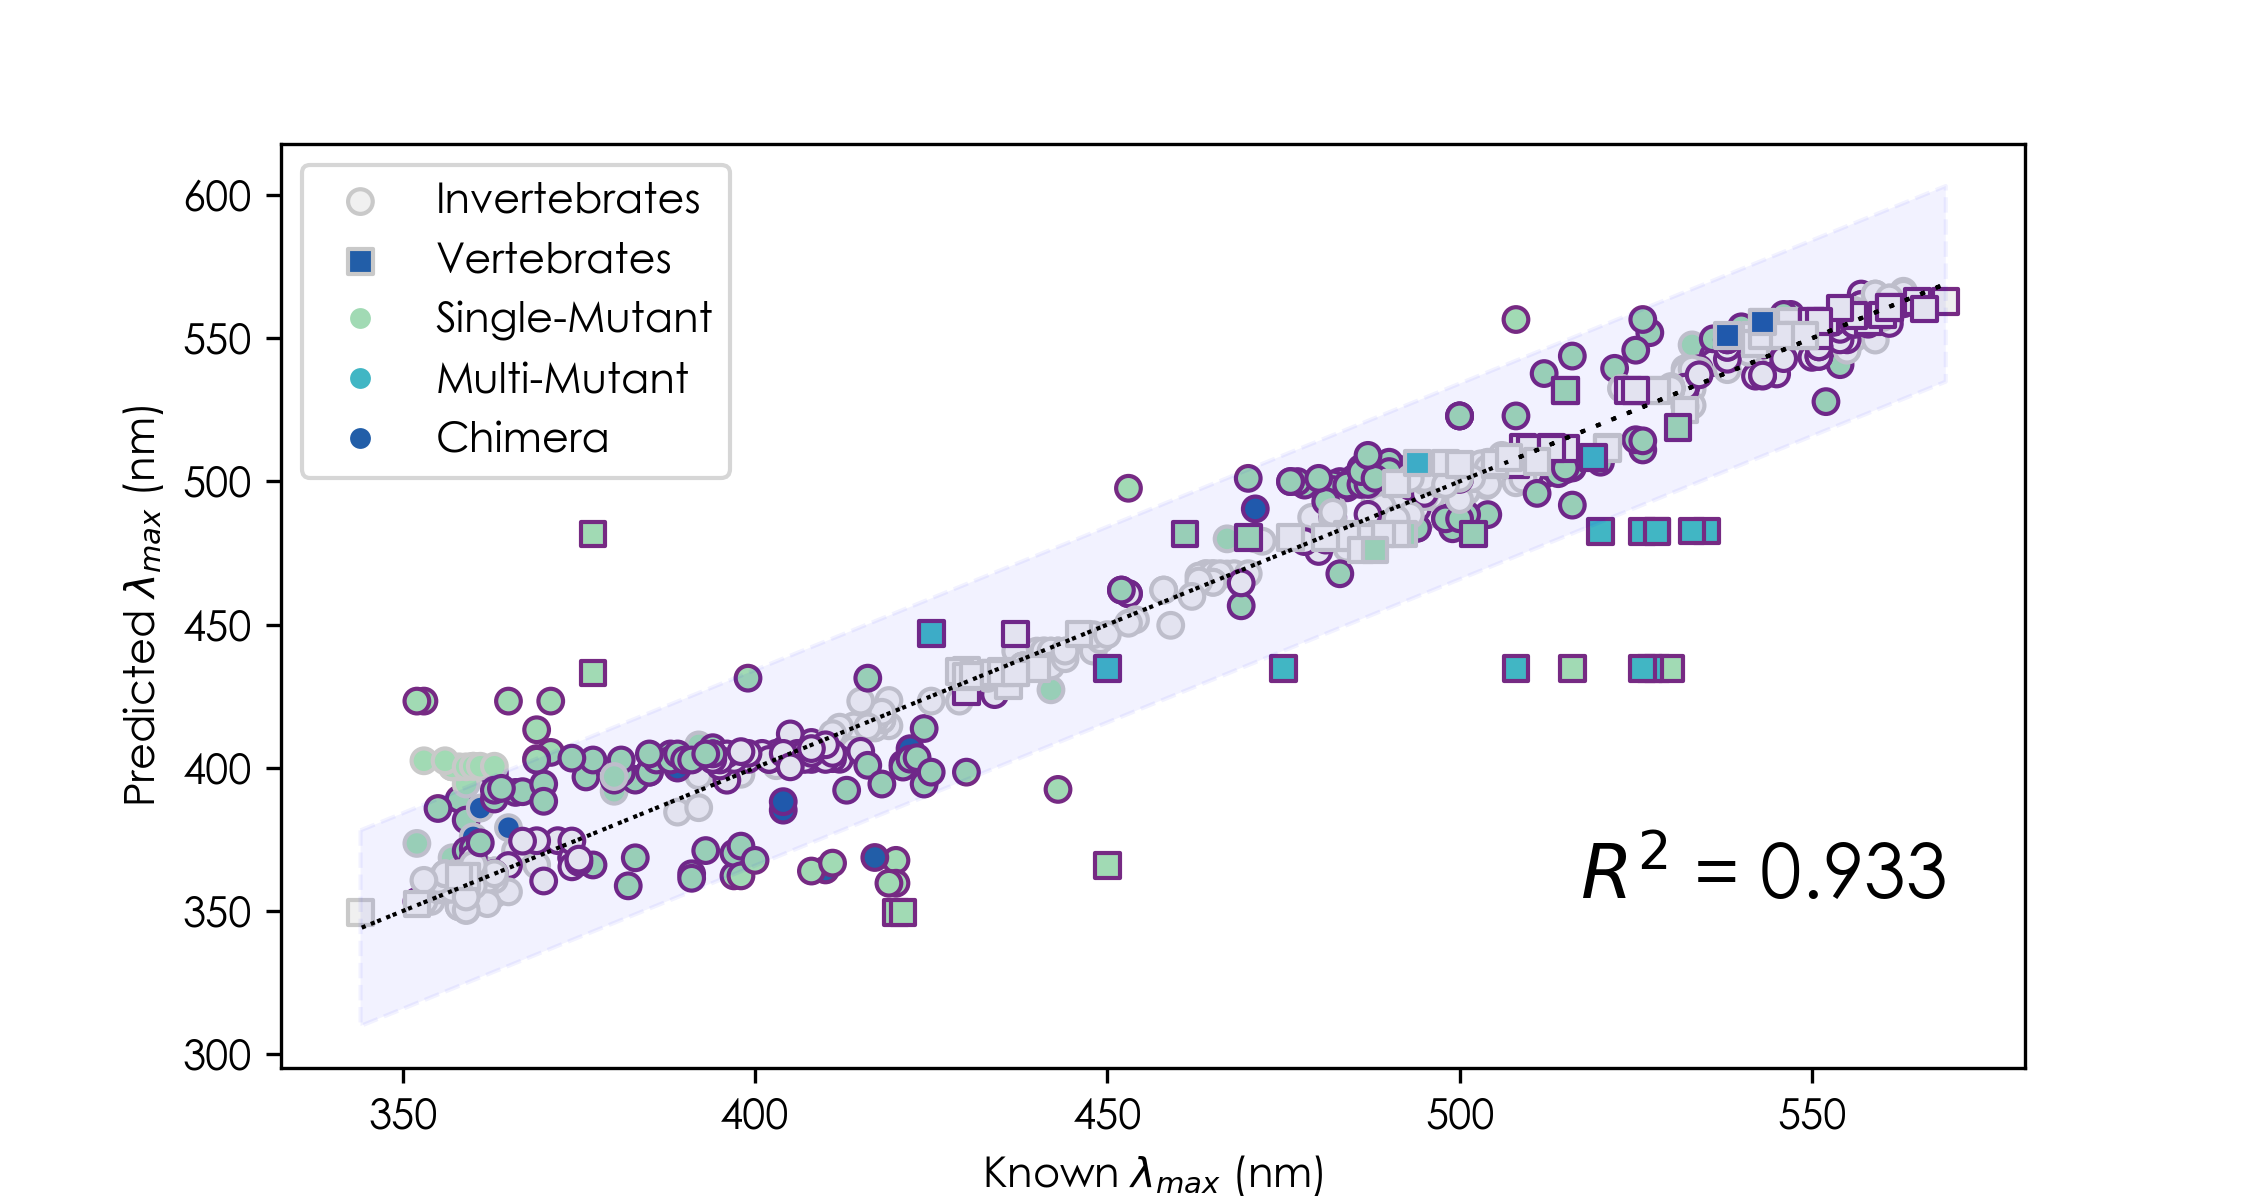 Invertebrates
Vertebrates
Single-Mutant
Multi-Mutant
Chimera
600
550
500
450
400
350
300
Predicted λmax (nm)
R² = 0.933
350
400
450
500
550
Known λmax (nm)